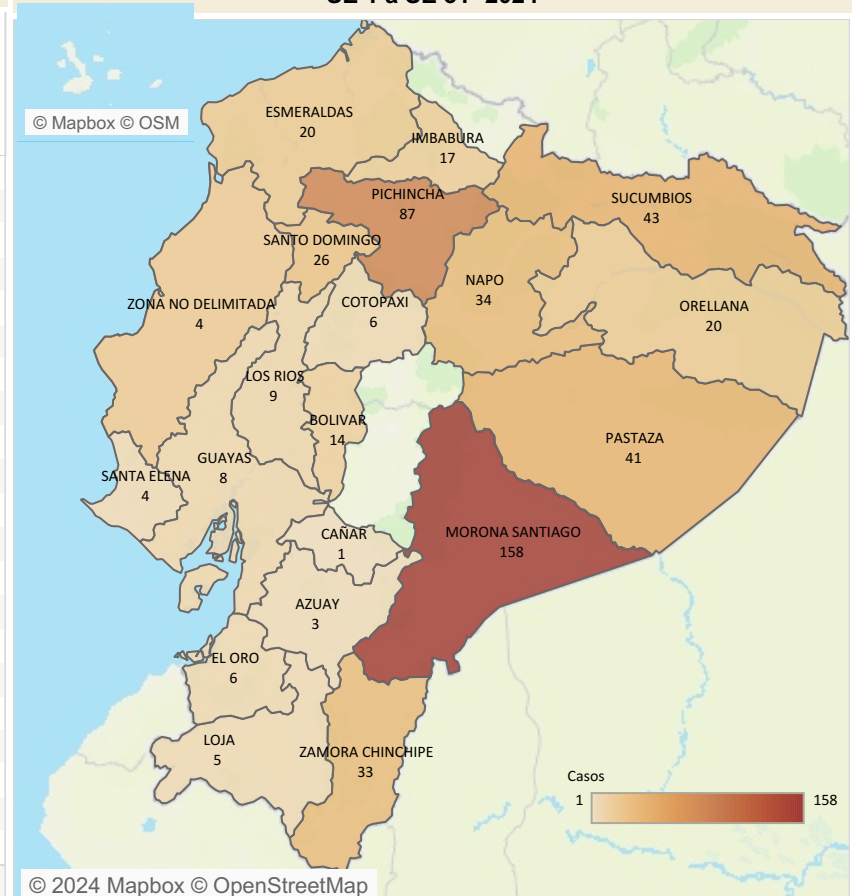 © Mapbox © OSM
ESMERALDAS
20
IMBABURA
17
PICHINCHA
87
SUCUMBIOS
43
SANTO DOMINGO
26
NAPO
34
ZONA NO DELIMITADA
4
COTOPAXI
6
ORELLANA
20
LOS RIOS
9
BOLIVAR
14
PASTAZA
41
GUAYAS
8
SANTA ELENA
4
CAÑAR
1
MORONA SANTIAGO
158
AZUAY
3
EL ORO
6
LOJA
5
ZAMORA CHINCHIPE
33
Casos
1
158
© 2024 Mapbox © OpenStreetMap